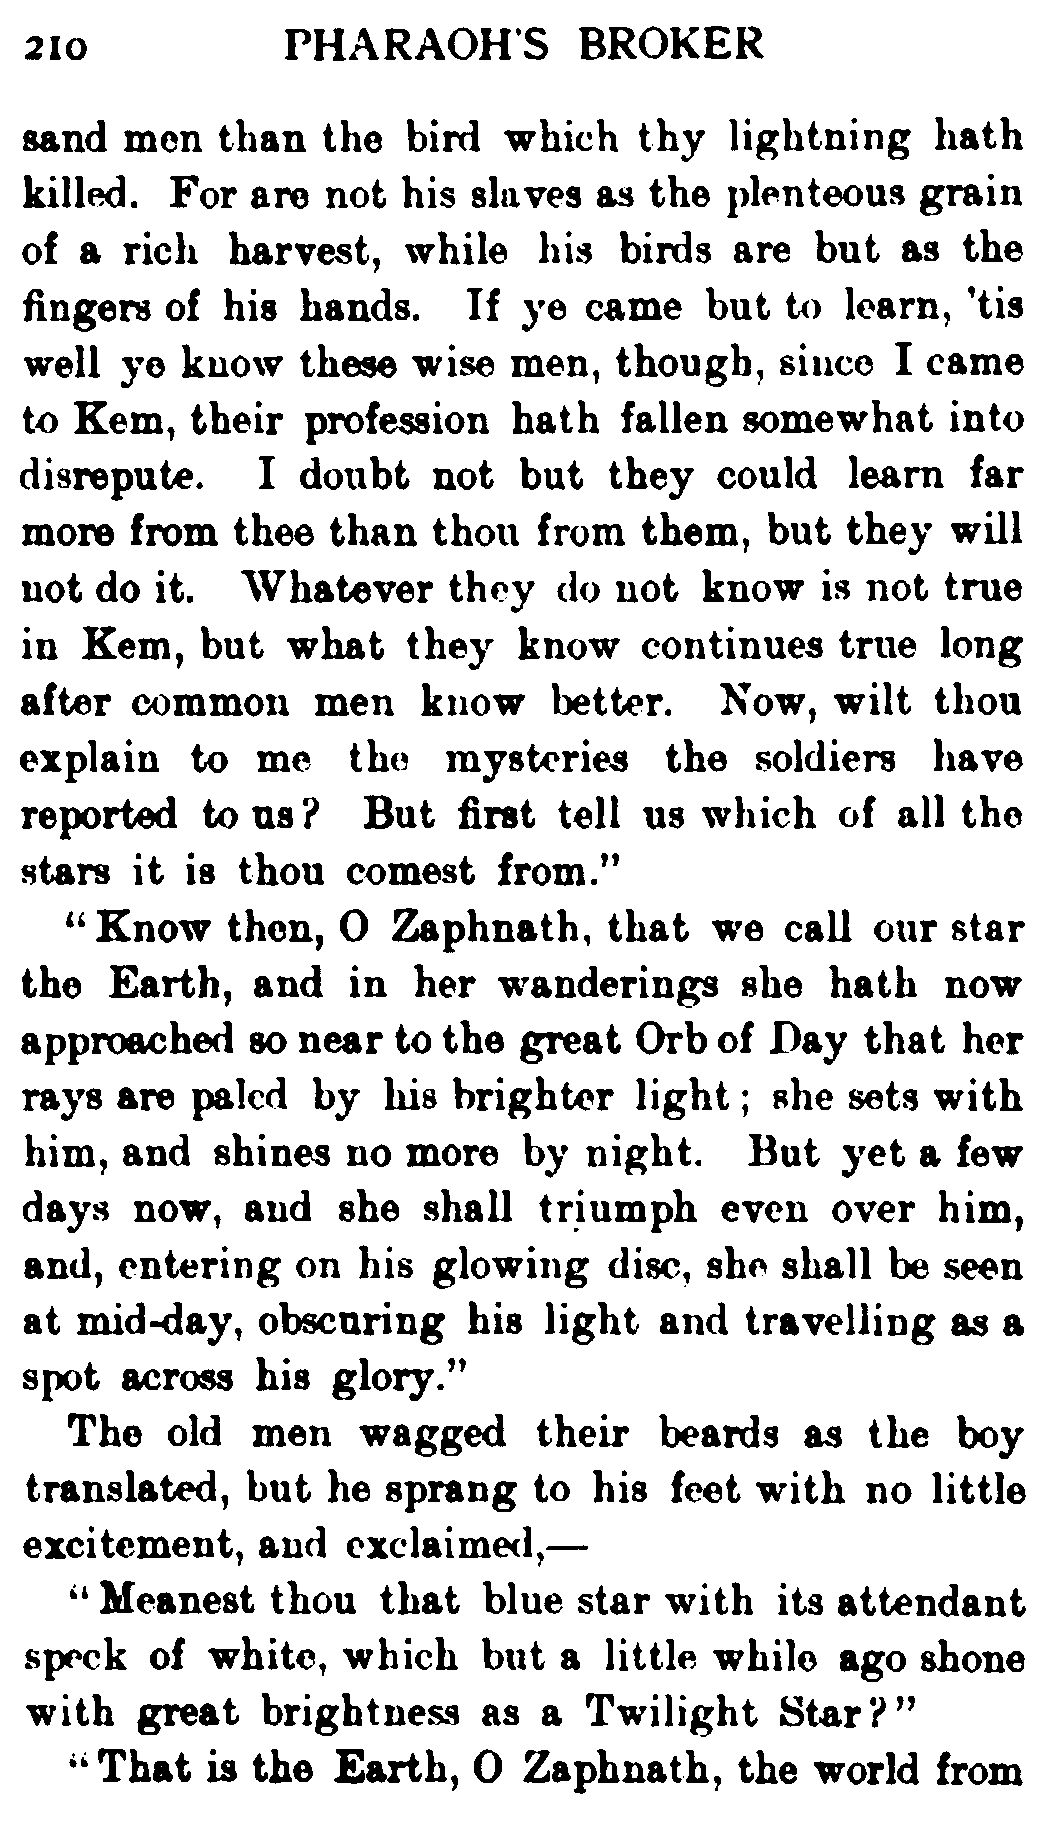 210 PHARAOH'S BROKER
sand men than the bird which thy lightning hath
killed. For are not his slaves as the plenteous grain
of a rich harvest, while his birds are but as the
fingers of his hands. If ye came but to learn, 'tis
well ye know these wise men, though, since I came
to Kem, their profession hath fallen somewhat into
disrepute. I doubt not but they could learn far
more from thee than thou from them, but they will
not do it. Whatever they do not know is not true
in Kem, but what they know continues true long
after common men know better. Now, wilt thou
explain to me the mysteries the soldiers have
reported to us? But first tell us which of all the
stars it is thou comest from."
"Know then, O Zaphnath, that we call our star
the Earth, and in her wanderings she hath now
approached so near to the great Orb of Day that her
rays are paled by his brighter light; she sets with
him, and shines no more by night. But yet a few
days now, and she shall triumph even over him,
and, entering on his glowing disc, she shall be seen
at mid-day, obscuring his light and travelling as a
spot across his glory."
The old men wagged their beards as the boy
translated, but he sprang to his feet with no little
excitement, and exclaimed,—
"Meanest thou that blue star with its attendant
speck of white, which but a little while ago shone
with great brightness as a Twilight Star?"
"That is the Earth, O Zaphnath, the world from